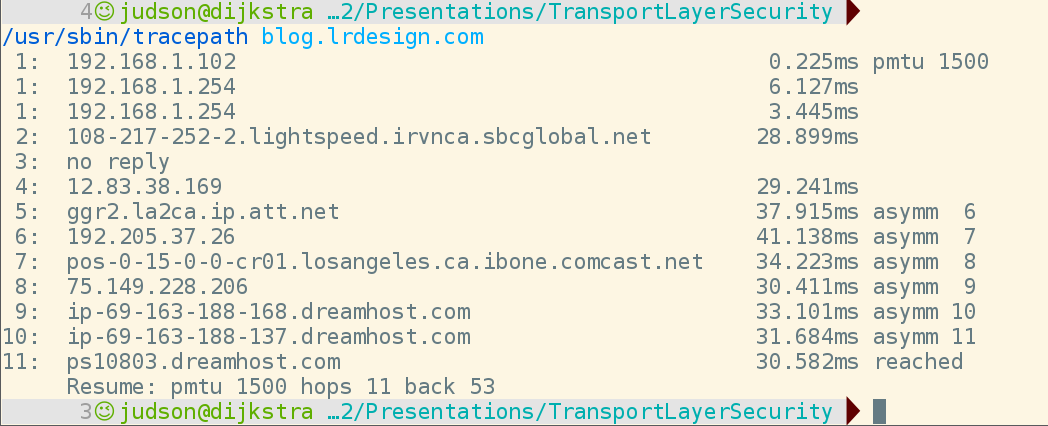 4☺judson@dijkstra …2/Presentations/TransportLayerSecurity
/usr/sbin/tracepath blog.lrdesign.com
1: 192.168.1.102 0.225ms pmtu 1500
1: 192.168.1.254 6.127ms
1: 192.168.1.254 3.445ms
2: 108-217-252-2.lightspeed.irvnca.sbcglobal.net 28.899ms
3: no reply
4: 12.83.38.169 29.241ms
5: ggr2.la2ca.ip.att.net 37.915ms asymm 6
6: 192.205.37.26 41.138ms asymm 7
7: pos-0-15-0-0-cr01.losangeles.ca.ibone.comcast.net 34.223ms asymm 8
8: 75.149.228.206 30.411ms asymm 9
9: ip-69-163-188-168.dreamhost.com 33.101ms asymm 10
10: ip-69-163-188-137.dreamhost.com 31.684ms asymm 11
11: ps10803.dreamhost.com 30.582ms reached
Resume: pmtu 1500 hops 11 back 53
3☺judson@dijkstra …2/Presentations/TransportLayerSecurity